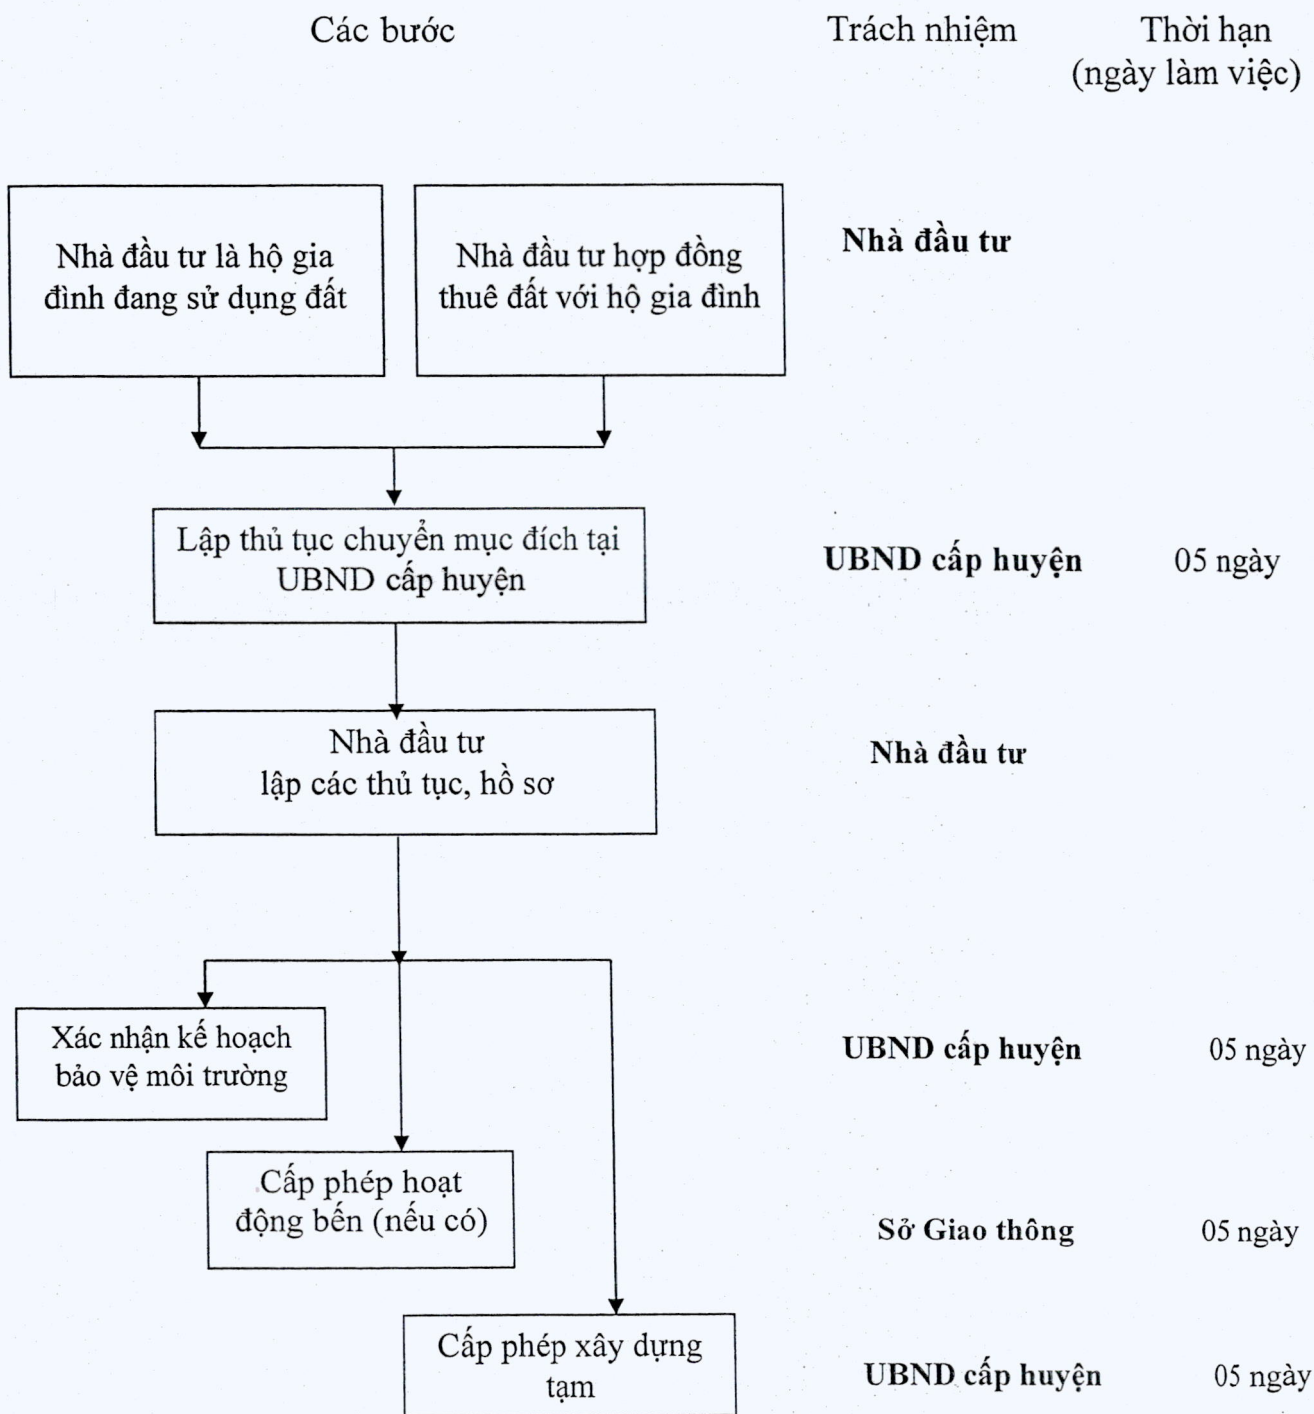 Các bước
Trách nhiệm
Thời hạn
(ngày làm việc)
Nhà đầu tư là hộ gia
đình đang sử dụng đất
Nhà đầu tư hợp đồng
thuê đất với hộ gia đình
Nhà đầu tư
Lập thủ tục chuyển mục đích tại
UBND cấp huyện
UBND cấp huyện
05 ngày
Nhà đầu tư
lập các thủ tục, hồ sơ
Nhà đầu tư
Xác nhận kế hoạch
bảo vệ môi trường
UBND cấp huyện
05 ngày
Cấp phép hoạt
động bến (nếu có)
Sở Giao thông
05 ngày
Cấp phép xây dựng
tạm
UBND cấp huyện
05 ngày